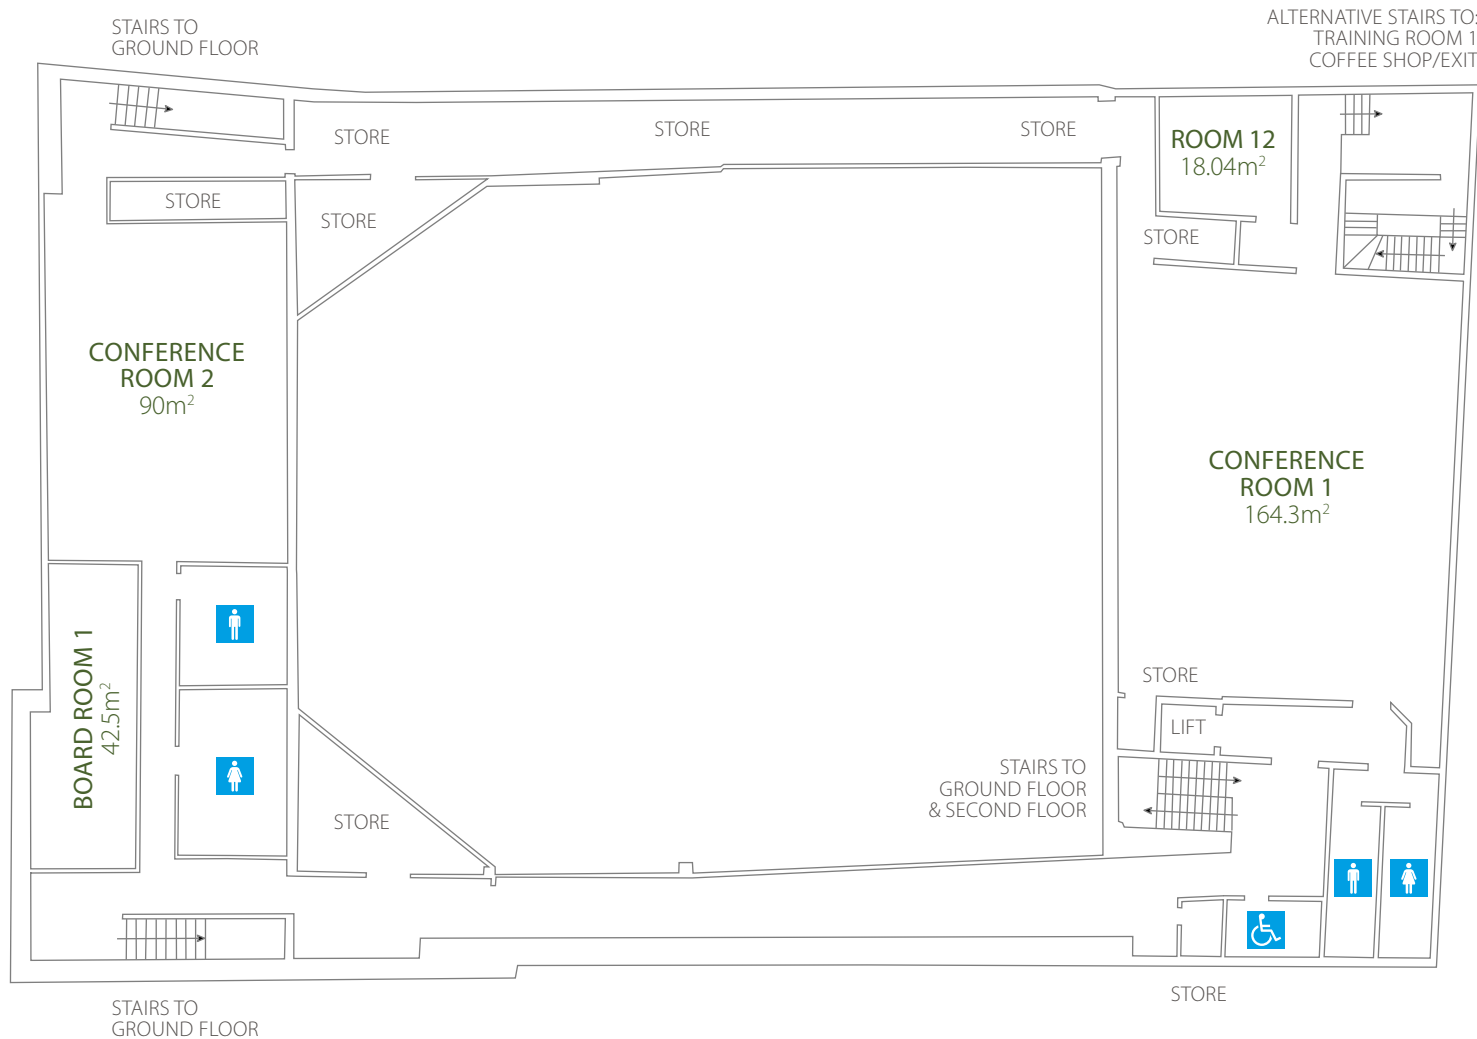 STAIRS TO
GROUND FLOOR
ALTERNATIVE STAIRS TO:
TRAINING ROOM 1
COFFEE SHOP/EXIT
STORE
STORE
STORE
ROOM 12
18.04m²
STORE
STORE
STORE
CONFERENCE
ROOM 2
90m²
CONFERENCE
ROOM 1
164.3m²
BOARD ROOM 1
42.5m²
STORE
LIFT
STAIRS TO
GROUND FLOOR
& SECOND FLOOR
STORE
STORE
STAIRS TO
GROUND FLOOR